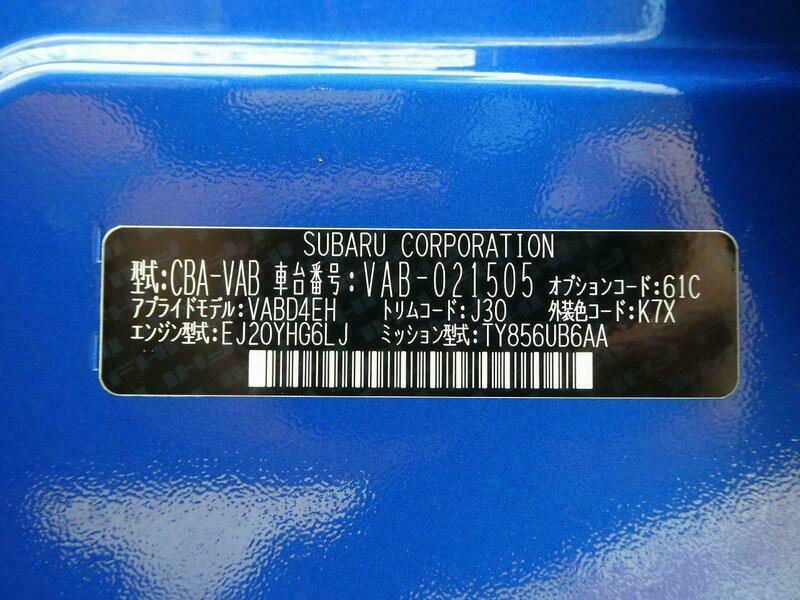 SUBARU CORPORATION
型式:CBA-VAB 車台番号:VAB-021505 オプションコード:61C
アプライドモデル:VABD4EH トリムコード:J30 外装色コード:K7X
エンジン型式:EJ20YHG6LJ ミッション型式:TY856UB6AA